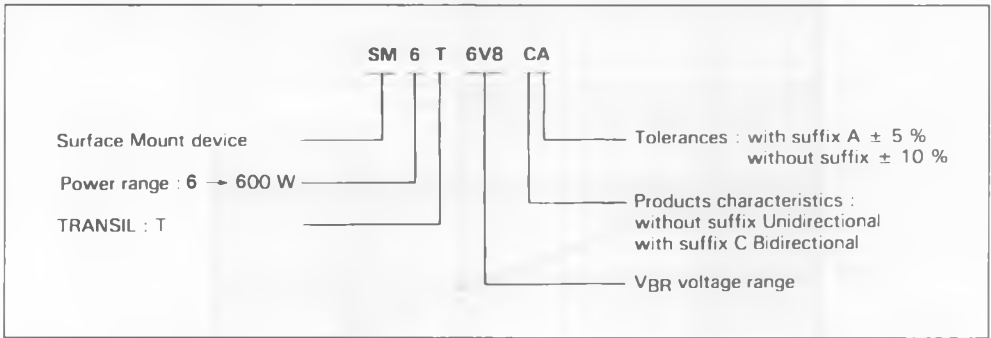 SM 6 T 6V8 CA
Surface Mount device
Power range : 6 → 600 W
TRANSIL : T
Tolerances : with suffix A ± 5 %
without suffix ± 10 %
Products characteristics :
without suffix Unidirectional
with suffix C Bidirectional
VBR voltage range